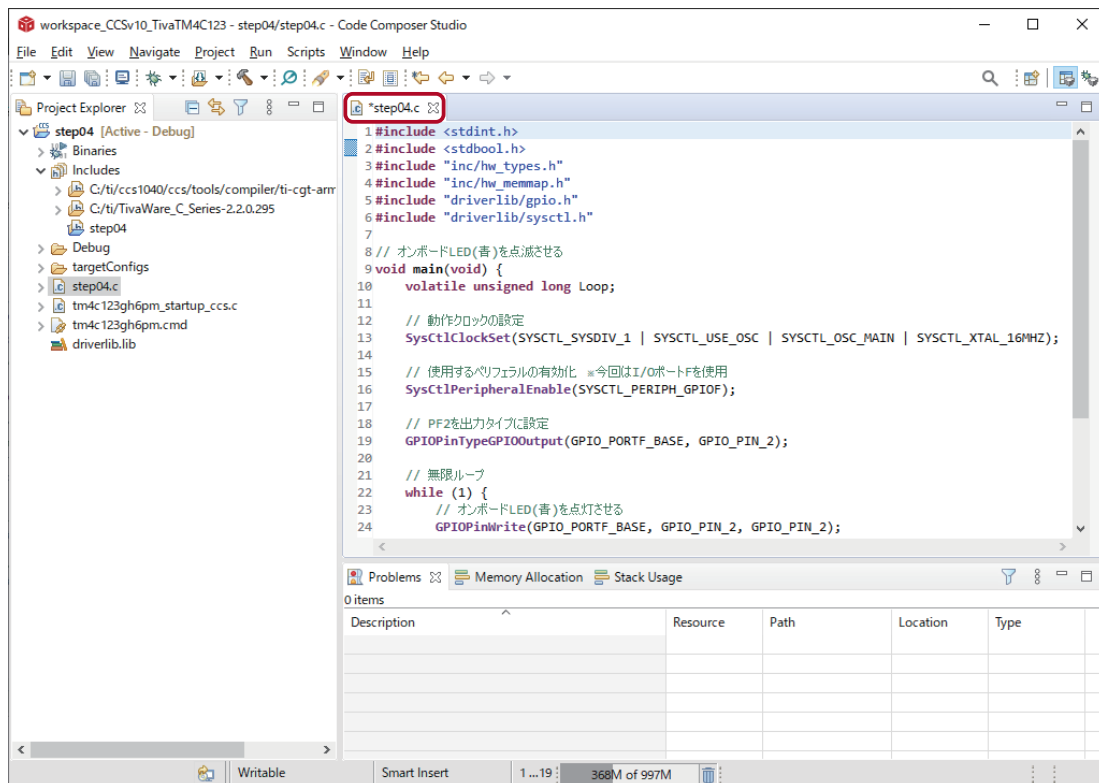 workspace_CCSv10_TivaTM4C123 - step04/step04.c - Code Composer Studio
File Edit View Navigate Project Run Scripts Window Help
Project Explorer
step04 [Active - Debug]
Binaries
Includes
C:/ti/ccs1040/ccs/tools/compiler/ti-cgt-arm
C:/ti/TivaWare_C_Series-2.2.0.295
step04
Debug
targetConfigs
step04.c
tm4c123gh6pm_startup_ccs.c
tm4c123gh6pm.cmd
driverlib.lib
*step04.c
1 #include <stdint.h>
2 #include <stdbool.h>
3 #include "inc/hw_types.h"
4 #include "inc/hw_memmap.h"
5 #include "driverlib/gpio.h"
6 #include "driverlib/sysctl.h"
7
8 // オンボードLED(青)を点滅させる
9 void main(void) {
10 volatile unsigned long Loop;
11
12 // 動作クロックの設定
13 SysCtlClockSet(SYSCTL_SYSDIV_1 | SYSCTL_USE_OSC | SYSCTL_OSC_MAIN | SYSCTL_XTAL_16MHZ);
14
15 // 使用するペリフェラルの有効化 ※今回はI/OポートFを使用
16 SysCtlPeripheralEnable(SYSCTL_PERIPH_GPIOF);
17
18 // PF2を出力タイプに設定
19 GPIOPinTypeGPIOOutput(GPIO_PORTF_BASE, GPIO_PIN_2);
20
21 // 無限ループ
22 while (1) {
23 // オンボードLED(青)を点灯させる
24 GPIOPinWrite(GPIO_PORTF_BASE, GPIO_PIN_2, GPIO_PIN_2);
Problems Memory Allocation Stack Usage
0 items
Description Resource Path Location Type
Writable Smart Insert 1 ...19 368M of 997M